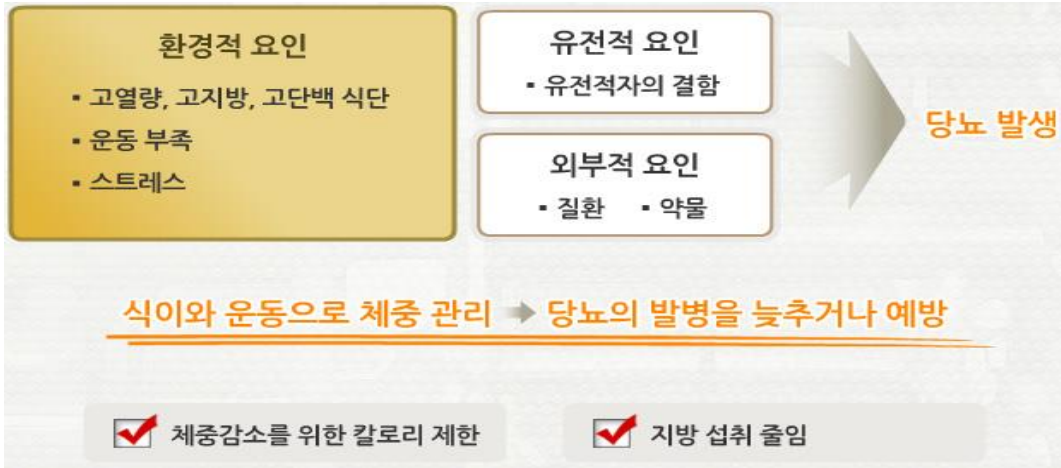 환경적 요인
▪ 고열량, 고지방, 고단백 식단
▪ 운동 부족
▪ 스트레스
유전적 요인
▪ 유전적자의 결함
외부적 요인
▪ 질환 ▪ 약물
당뇨 발생
식이와 운동으로 체중 관리 → 당뇨의 발병을 늦추거나 예방
체중감소를 위한 칼로리 제한
지방 섭취 줄임